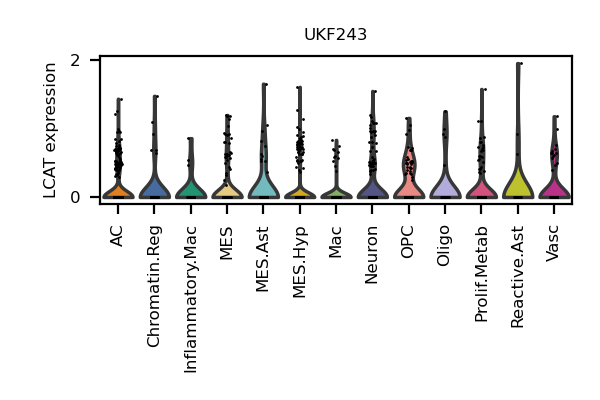 UKF243
LCAT expression
2
0
AC
Chromatin.Reg
Inflammatory.Mac
MES
MES.Ast
MES.Hyp
Mac
Neuron
OPC
Oligo
Prolif.Metab
Reactive.Ast
Vasc